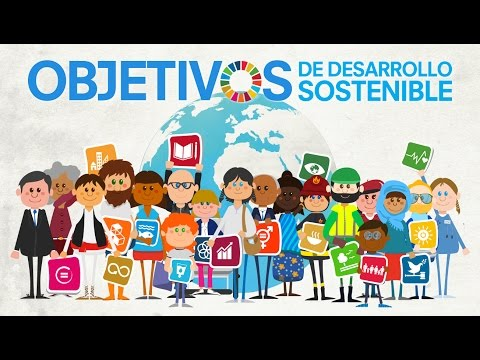 OBJETIVOS
DE DESARROLLO
SOSTENIBLE